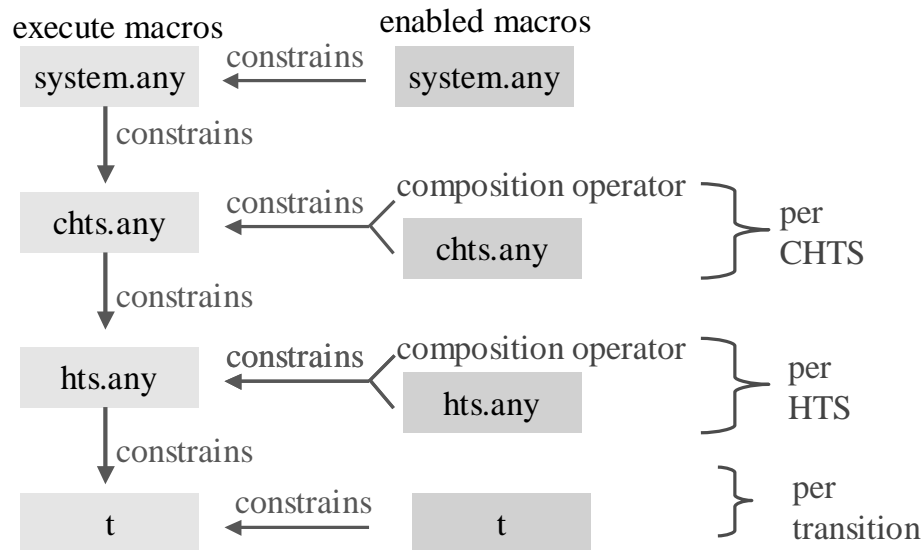 execute macros
enabled macros
constrains
system.any
system.any
constrains
composition operator
constrains
chts.any
chts.any
per
CHTS
constrains
composition operator
constrains
hts.any
hts.any
per
HTS
constrains
constrains
t
t
per
transition